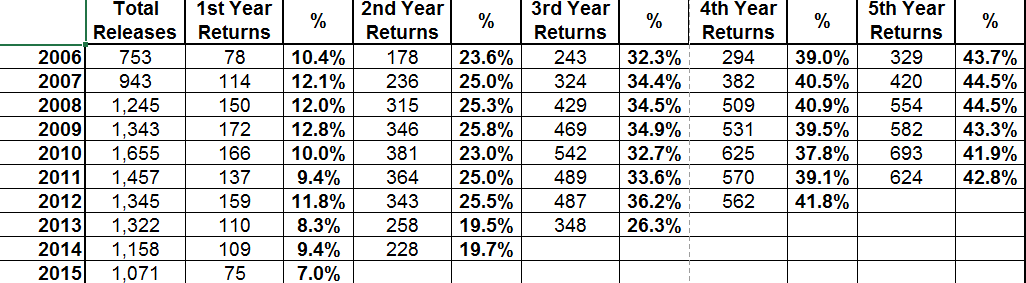 Total Releases 1st Year Returns % 2nd Year Returns % 3rd Year Returns % 4th Year Returns % 5th Year Returns %
2006 753 78 10.4% 178 23.6% 243 32.3% 294 39.0% 329 43.7%
2007 943 114 12.1% 236 25.0% 324 34.4% 382 40.5% 420 44.5%
2008 1,245 150 12.0% 315 25.3% 429 34.5% 509 40.9% 554 44.5%
2009 1,343 172 12.8% 346 25.8% 469 34.9% 531 39.5% 582 43.3%
2010 1,655 166 10.0% 381 23.0% 542 32.7% 625 37.8% 693 41.9%
2011 1,457 137 9.4% 364 25.0% 489 33.6% 570 39.1% 624 42.8%
2012 1,345 159 11.8% 343 25.5% 487 36.2% 562 41.8%
2013 1,322 110 8.3% 258 19.5% 348 26.3%
2014 1,158 109 9.4% 228 19.7%
2015 1,071 75 7.0%